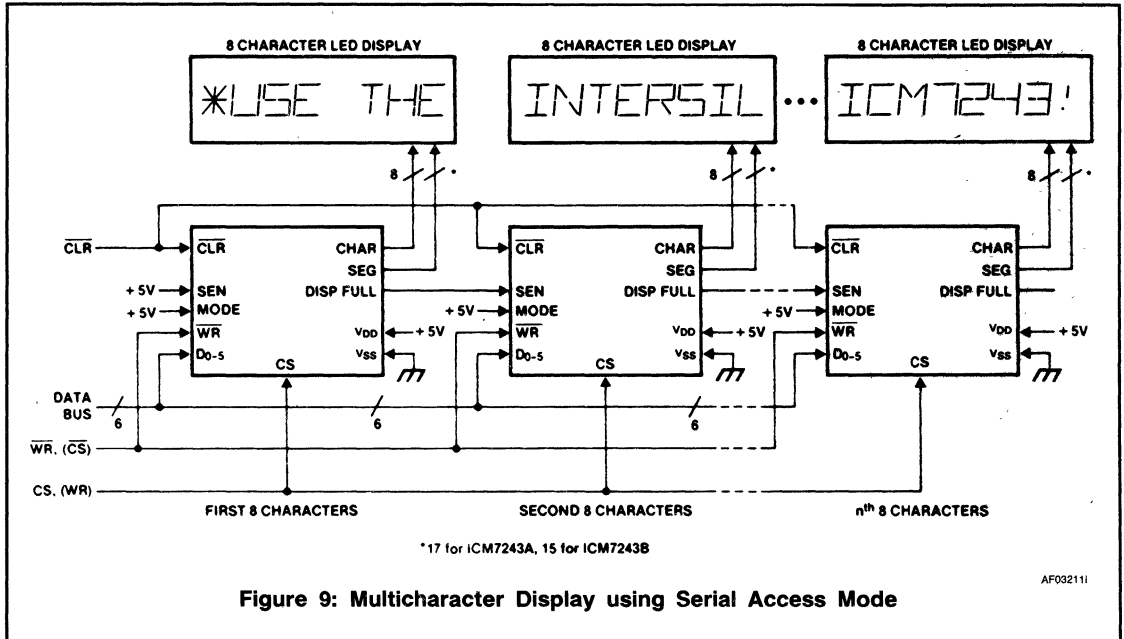 8 CHARACTER LED DISPLAY
8 CHARACTER LED DISPLAY
8 CHARACTER LED DISPLAY
*USE THE
INTERSIL
ICM7243!
8
*
8
*
8
*
CLR
CLR
CHAR
SEG
DISP FULL
+ 5V
SEN
+ 5V
MODE
WR
D0-5
CS
VDD
+ 5V
VSS
CLR
CHAR
SEG
DISP FULL
SEN
+ 5V
MODE
WR
D0-5
CS
VDD
+ 5V
VSS
CLR
CHAR
SEG
DISP FULL
SEN
+ 5V
MODE
WR
D0-5
CS
VDD
+ 5V
VSS
DATA
BUS
6
6
6
WR, (CS)
CS, (WR)
FIRST 8 CHARACTERS
SECOND 8 CHARACTERS
nth 8 CHARACTERS
*17 for ICM7243A, 15 for ICM7243B
AF03211I
Figure 9: Multicharacter Display using Serial Access Mode